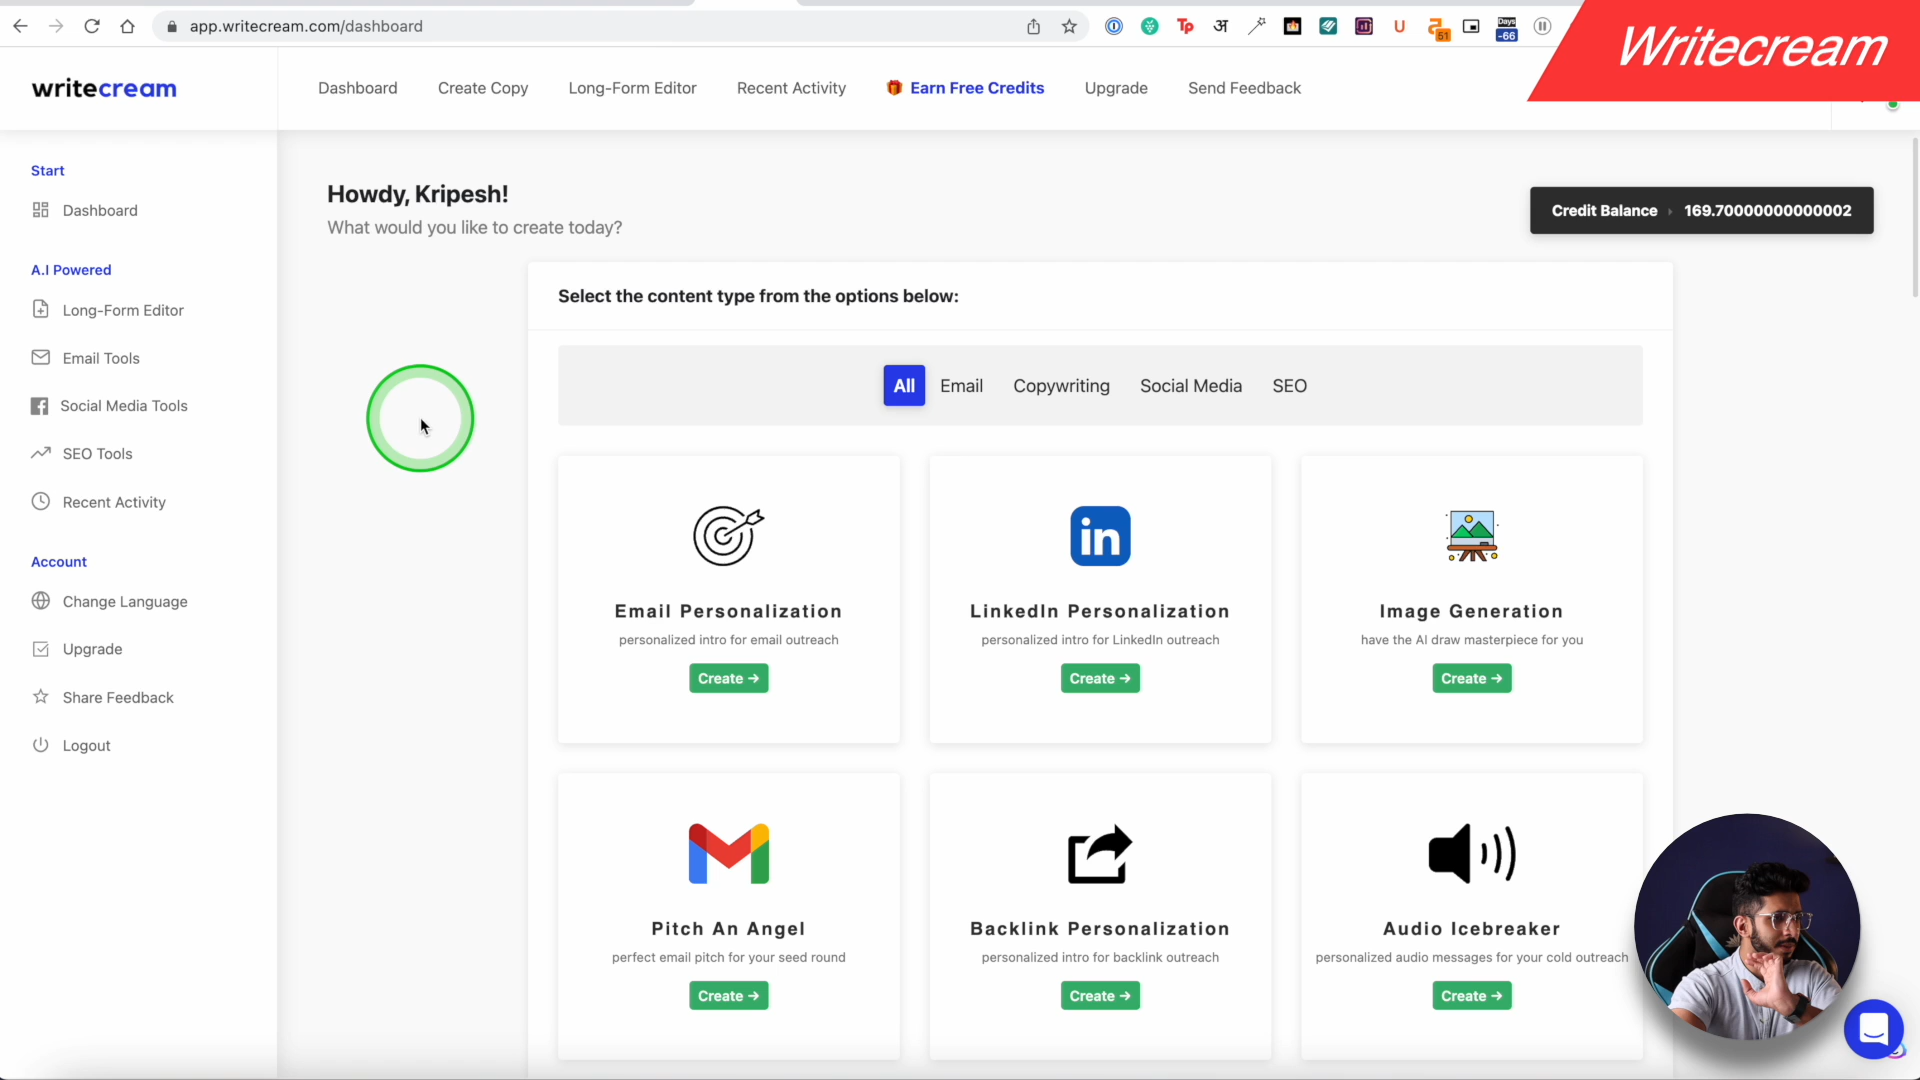 app.writecream.com/dashboard
Tp
अ
U
51
Days
-66
Writecream
writecream
Dashboard
Create Copy
Long-Form Editor
Recent Activity
Earn Free Credits
Upgrade
Send Feedback
Start
Dashboard
A.I Powered
Long-Form Editor
Email Tools
Social Media Tools
SEO Tools
Recent Activity
Account
Change Language
Upgrade
Share Feedback
Logout
Howdy, Kripesh!
What would you like to create today?
Credit Balance › 169.70000000000002
Select the content type from the options below:
All
Email
Copywriting
Social Media
SEO
in
Email Personalization
personalized intro for email outreach
Create →
LinkedIn Personalization
personalized intro for LinkedIn outreach
Create →
Image Generation
have the AI draw masterpiece for you
Create →
Pitch An Angel
perfect email pitch for your seed round
Create →
Backlink Personalization
personalized intro for backlink outreach
Create →
Audio Icebreaker
personalized audio messages for your cold outreach
Create →